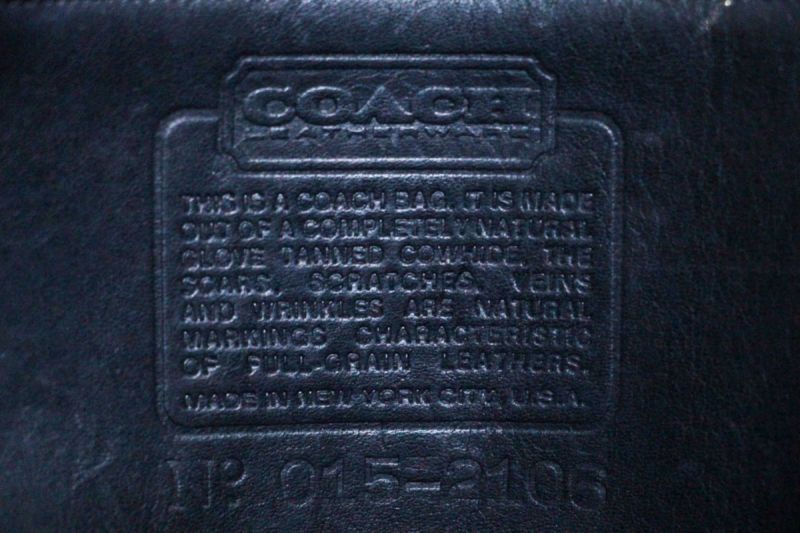 COACH
LEATHERWARE
THIS IS A COACH BAG. IT IS MADE
OUT OF A COMPLETELY NATURAL
GLOVE TANNED COWHIDE. THE
SCARS, SCRATCHES, VEINS
AND WRINKLES ARE NATURAL
MARKINGS CHARACTERISTIC
OF FULL-GRAIN LEATHERS.
MADE IN NEW YORK CITY, U.S.A.
015-2106